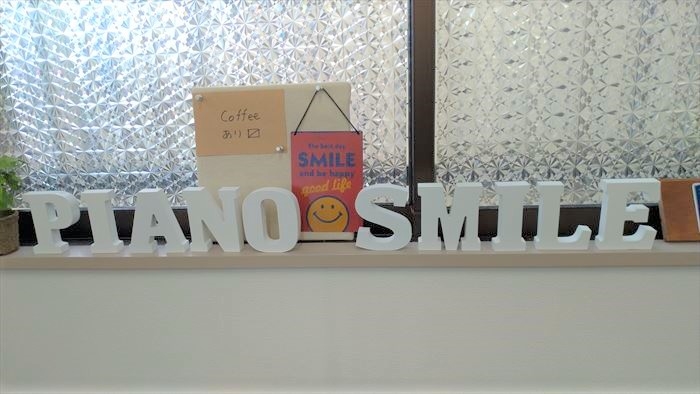 Coffee
あり
The best day
SMILE
and be happy
good life
PIANO SMILE